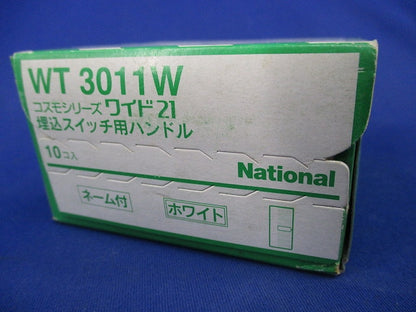 WT 3011W
コスモシリーズ ワイド21
埋込スイッチ用ハンドル
10コ入
National
ネーム付 ホワイト